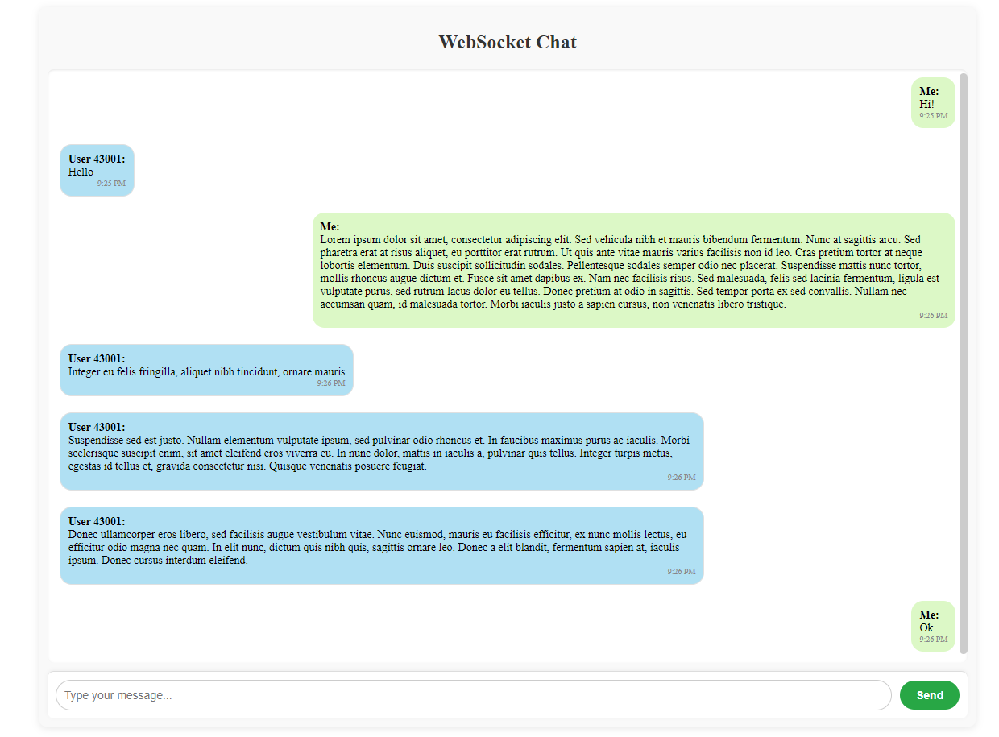 WebSocket Chat
Me:
Hi!
9:25 PM
User 43001:
Hello
9:25 PM
Me:
Lorem ipsum dolor sit amet, consectetur adipiscing elit. Sed vehicula nibh et mauris bibendum fermentum. Nunc at sagittis arcu. Sed
pharetra erat at risus aliquet, eu porttitor erat rutrum. Ut quis ante vitae mauris varius facilisis non id leo. Cras pretium tortor at neque
lobortis elementum. Duis suscipit sollicitudin sodales. Pellentesque sodales semper odio nec placerat. Suspendisse mattis nunc tortor,
mollis rhoncus augue dictum et. Fusce sit amet dapibus ex. Nam nec facilisis risus. Sed malesuada, felis sed lacinia fermentum, ligula est
vulputate purus, sed rutrum lacus dolor eu tellus. Donec pretium at odio in sagittis. Sed tempor porta ex sed convallis. Nullam nec
accumsan quam, id malesuada tortor. Morbi iaculis justo a sapien cursus, non venenatis libero tristique.
9:26 PM
User 43001:
Integer eu felis fringilla, aliquet nibh tincidunt, ornare mauris
9:26 PM
User 43001:
Suspendisse sed est justo. Nullam elementum vulputate ipsum, sed pulvinar odio rhoncus et. In faucibus maximus purus ac iaculis. Morbi
scelerisque suscipit enim, sit amet eleifend eros viverra eu. In nunc dolor, mattis in iaculis a, pulvinar quis tellus. Integer turpis metus,
egestas id tellus et, gravida consectetur nisi. Quisque venenatis posuere feugiat.
9:26 PM
User 43001:
Donec ullamcorper eros libero, sed facilisis augue vestibulum vitae. Nunc euismod, mauris eu facilisis efficitur, ex nunc mollis lectus, eu
efficitur odio magna nec quam. In elit nunc, dictum quis nibh quis, sagittis ornare leo. Donec a elit blandit, fermentum sapien at, iaculis
ipsum. Donec cursus interdum eleifend.
9:26 PM
Me:
Ok
9:26 PM
Type your message...
Send